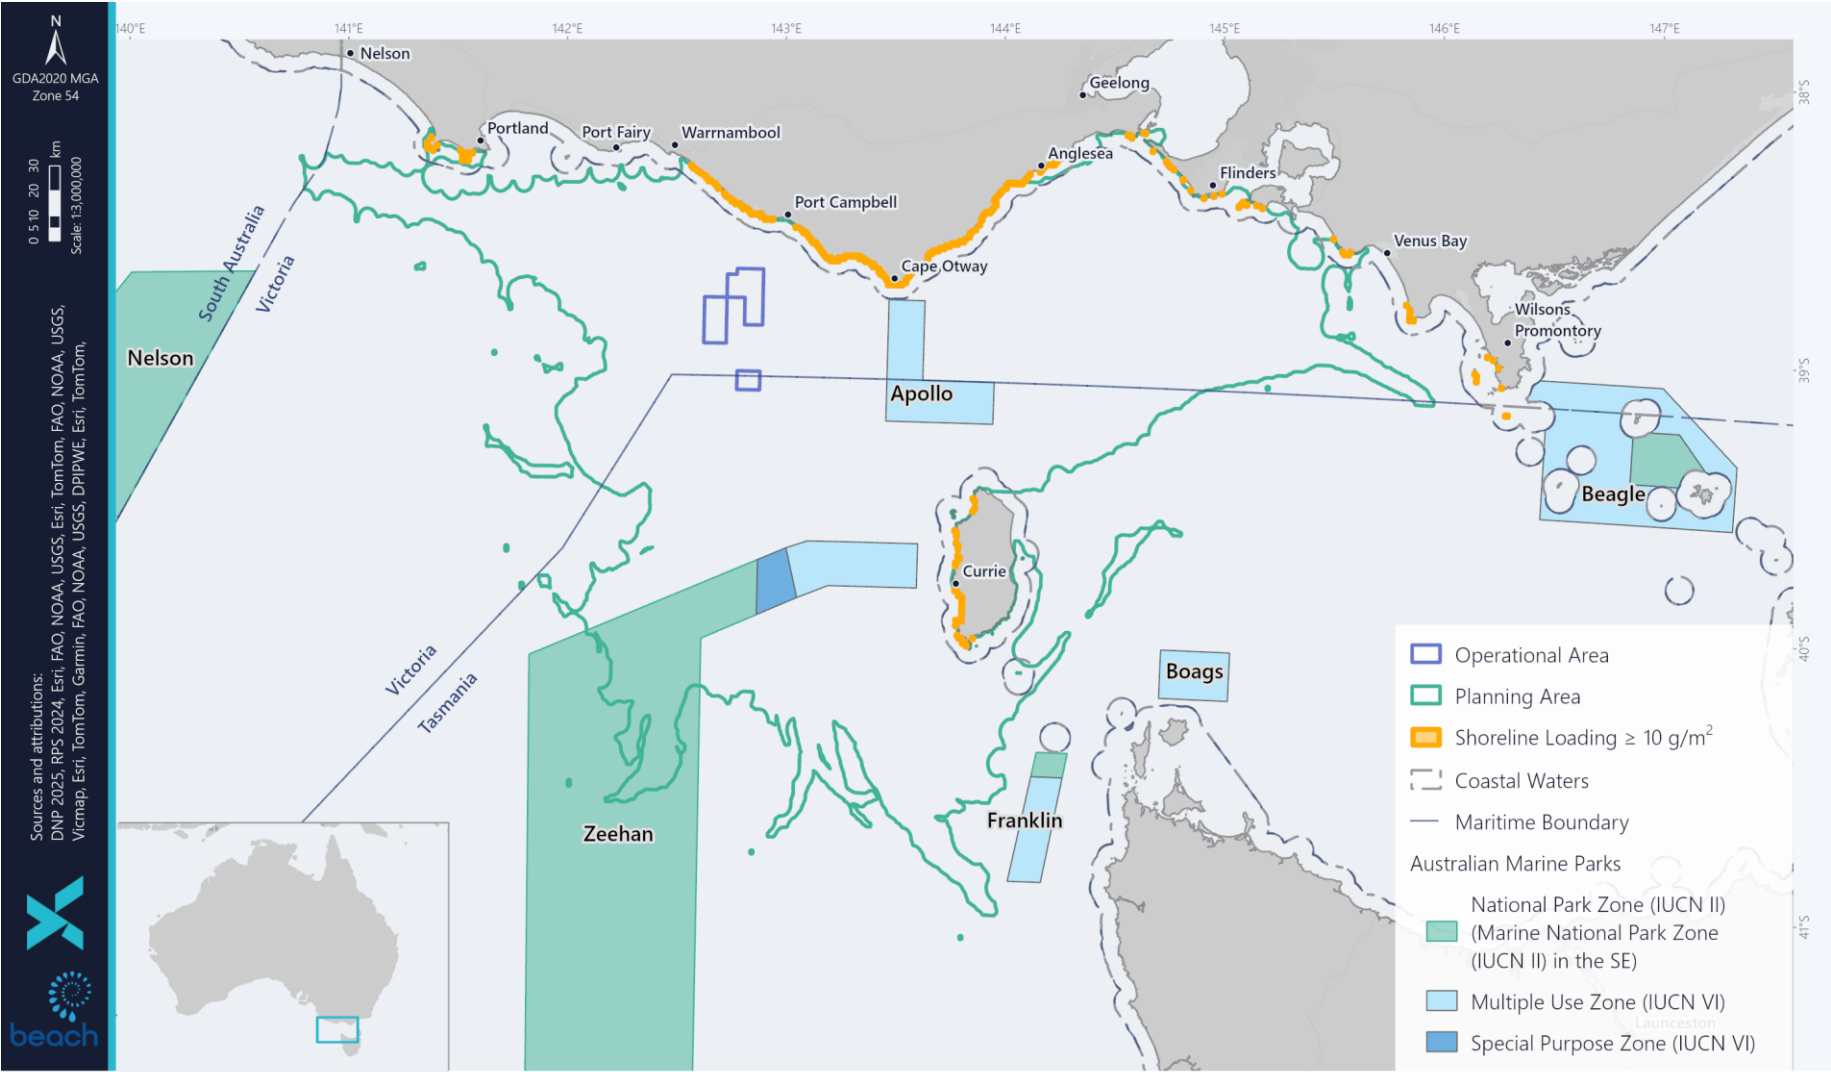 140°E
141°E
142°E
143°E
144°E
145°E
146°E
147°E
38°S
39°S
40°S
41°S
N
GDA2020 MGA
Zone 54
0 5 10 20 30 km
Scale: 1:3,000,000
Sources and attributions:
DNP 2025, RPS 2024, Esri, FAO, NOAA, USGS, Esri, TomTom, FAO, NOAA, USGS,
Vicmap, Esri, TomTom, Garmin, FAO, NOAA, USGS, DPIPWE, Esri, TomTom,
beach
Nelson
Portland
Port Fairy
Warrnambool
Port Campbell
Cape Otway
Geelong
Anglesea
Flinders
Venus Bay
Wilsons
Promontory
South Australia
Victoria
Nelson
Apollo
Beagle
Currie
Victoria
Tasmania
Zeehan
Boags
Franklin
Operational Area
Planning Area
Shoreline Loading ≥ 10 g/m²
Coastal Waters
Maritime Boundary
Australian Marine Parks
National Park Zone (IUCN II)
(Marine National Park Zone
(IUCN II) in the SE)
Multiple Use Zone (IUCN VI)
Launceston
Special Purpose Zone (IUCN VI)